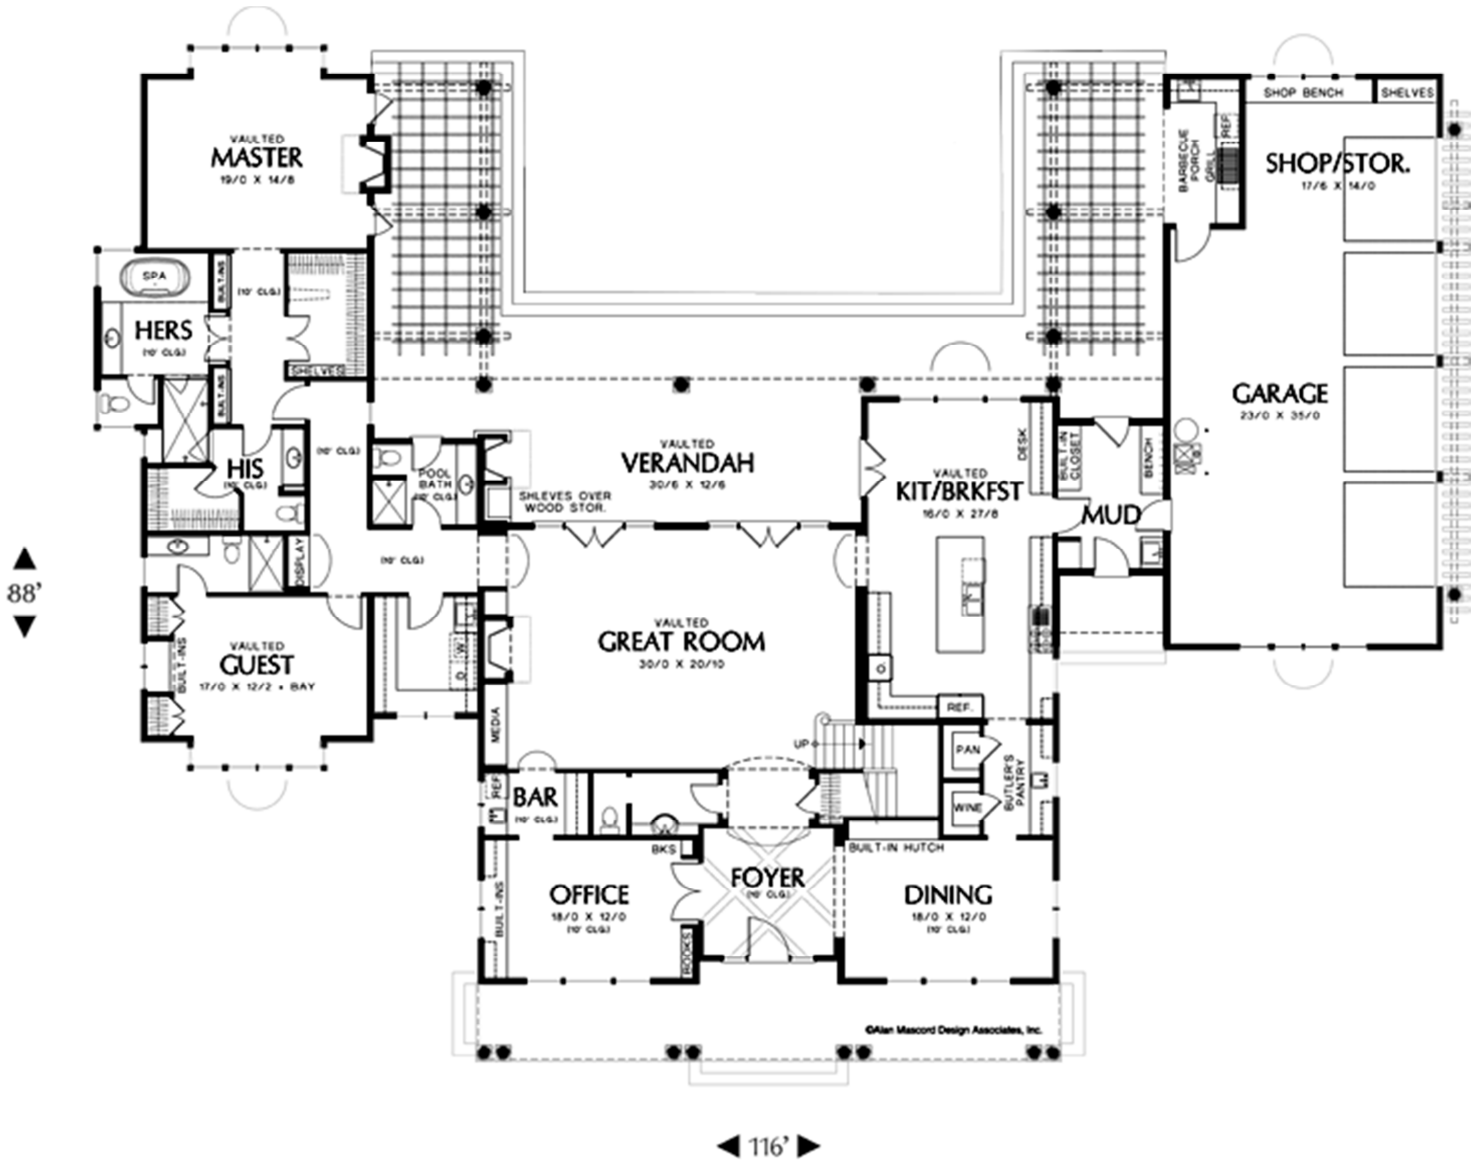 VAULTED
MASTER
19/0 X 14/8
SPA
BUILT-INS
(10' CLG.)
HERS
(10' CLG.)
SHELVES
BUILT-INS
(10' CLG.)
HIS
(10' CLG.)
POOL
BATH
(10' CLG.)
DISPLAY
(10' CLG.)
VAULTED
GUEST
17/0 X 12/2 + BAY
BUILT-INS
W
D
VAULTED
VERANDAH
30/6 X 12/6
SHLEVES OVER
WOOD STOR.
VAULTED
GREAT ROOM
30/0 X 20/10
MEDIA
UP
VAULTED
KIT/BRKFST
16/0 X 27/8
DESK
REF.
BUILT-IN
CLOSET
BENCH
MUD
BARBECUE
PORCH
GRILL
REF
SHOP BENCH
SHELVES
SHOP/STOR.
17/6 X 14/0
GARAGE
23/0 X 35/0
PAN
WINE
BUTLER'S
PANTRY
REF
BAR
(10' CLG.)
BKS
BUILT-INS
OFFICE
18/0 X 12/0
(10' CLG.)
BOOKS
FOYER
(10' CLG.)
BUILT-IN HUTCH
DINING
18/0 X 12/0
(10' CLG.)
©Alan Mascord Design Associates, Inc.
88'
116'